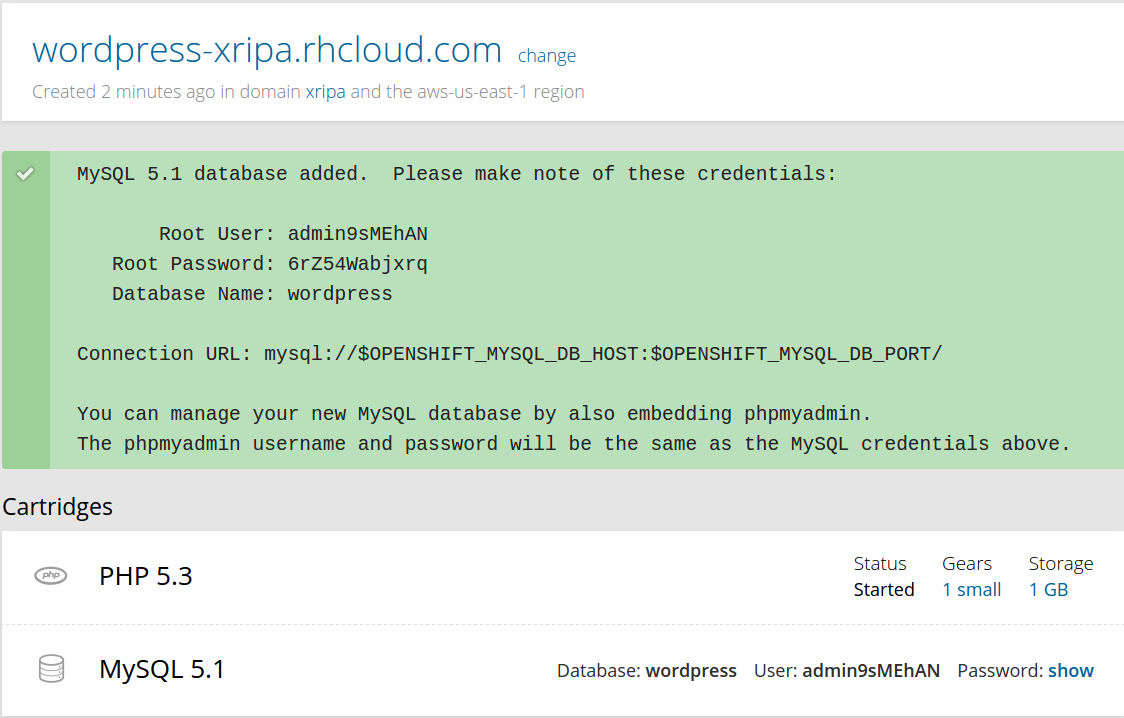 wordpress-xripa.rhcloud.com change
Created 2 minutes ago in domain xripa and the aws-us-east-1 region
MySQL 5.1 database added.  Please make note of these credentials:
Root User: admin9sMEhAN
Root Password: 6rZ54Wabjxrq
Database Name: wordpress
Connection URL: mysql://$OPENSHIFT_MYSQL_DB_HOST:$OPENSHIFT_MYSQL_DB_PORT/
You can manage your new MySQL database by also embedding phpmyadmin.
The phpmyadmin username and password will be the same as the MySQL credentials above.
Cartridges
php PHP 5.3
Status Gears Storage
Started 1 small 1 GB
MySQL 5.1 Database: wordpress User: admin9sMEhAN Password: show